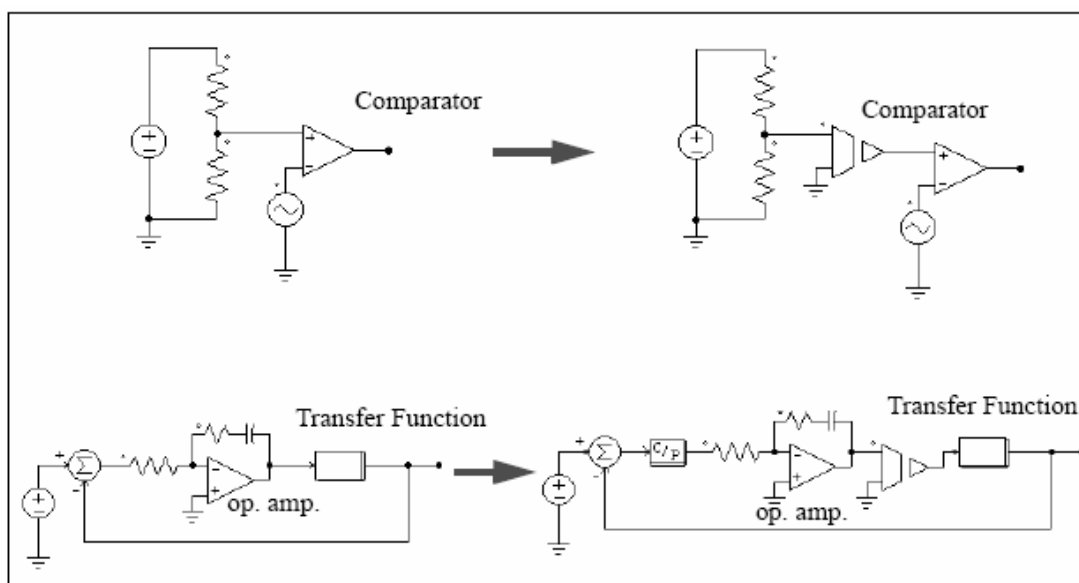 Comparator
Comparator
Transfer Function
op. amp.
Transfer Function
C/P
op. amp.